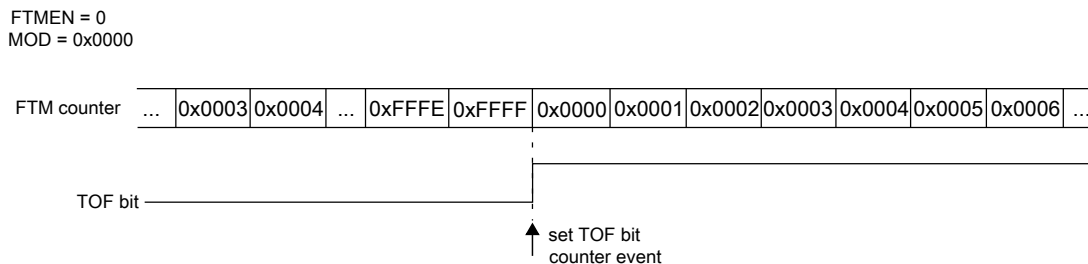 FTMEN = 0
MOD = 0x0000
FTM counter ... 0x0003 0x0004 ... 0xFFFE 0xFFFF 0x0000 0x0001 0x0002 0x0003 0x0004 0x0005 0x0006 ...
TOF bit
set TOF bit
counter event